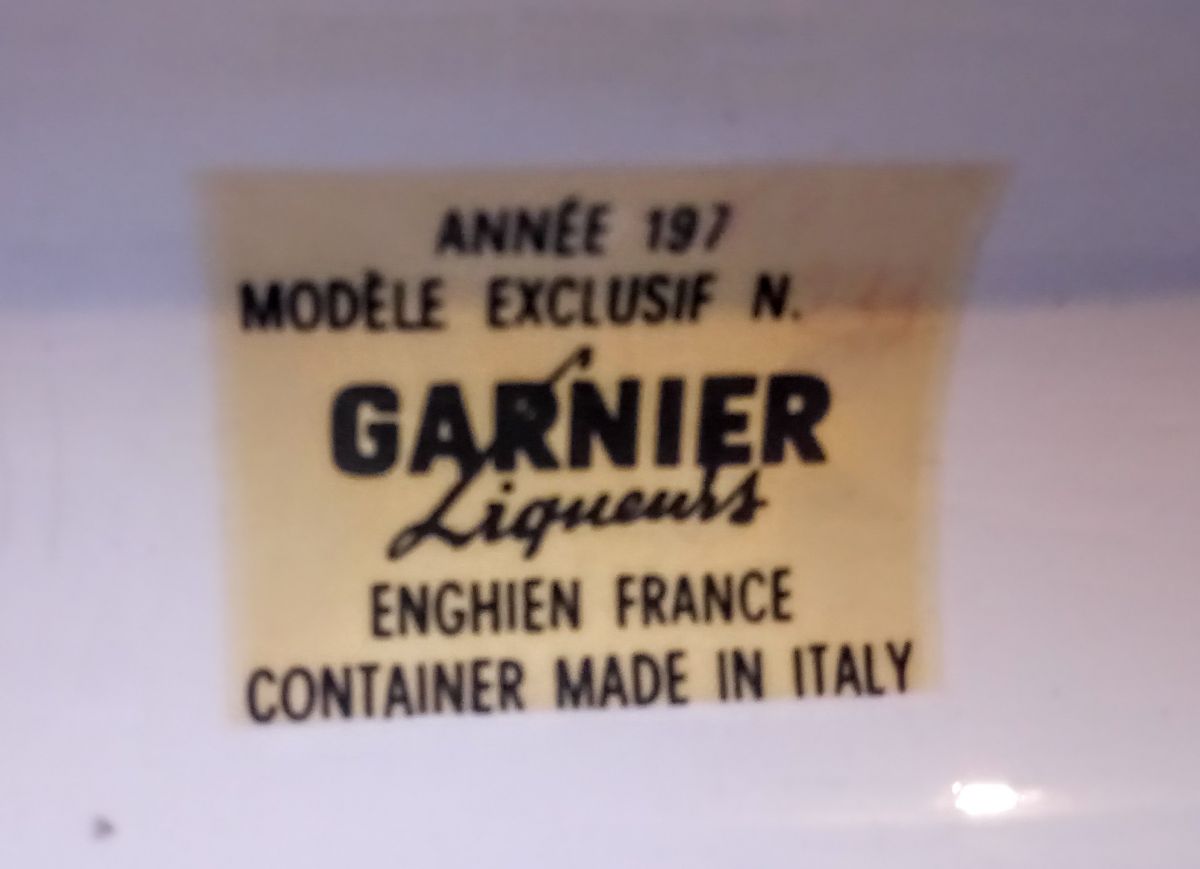 ANNÉE 197
MODÈLE EXCLUSIF N.
GARNIER
Liqueurs
ENGHIEN FRANCE
CONTAINER MADE IN ITALY